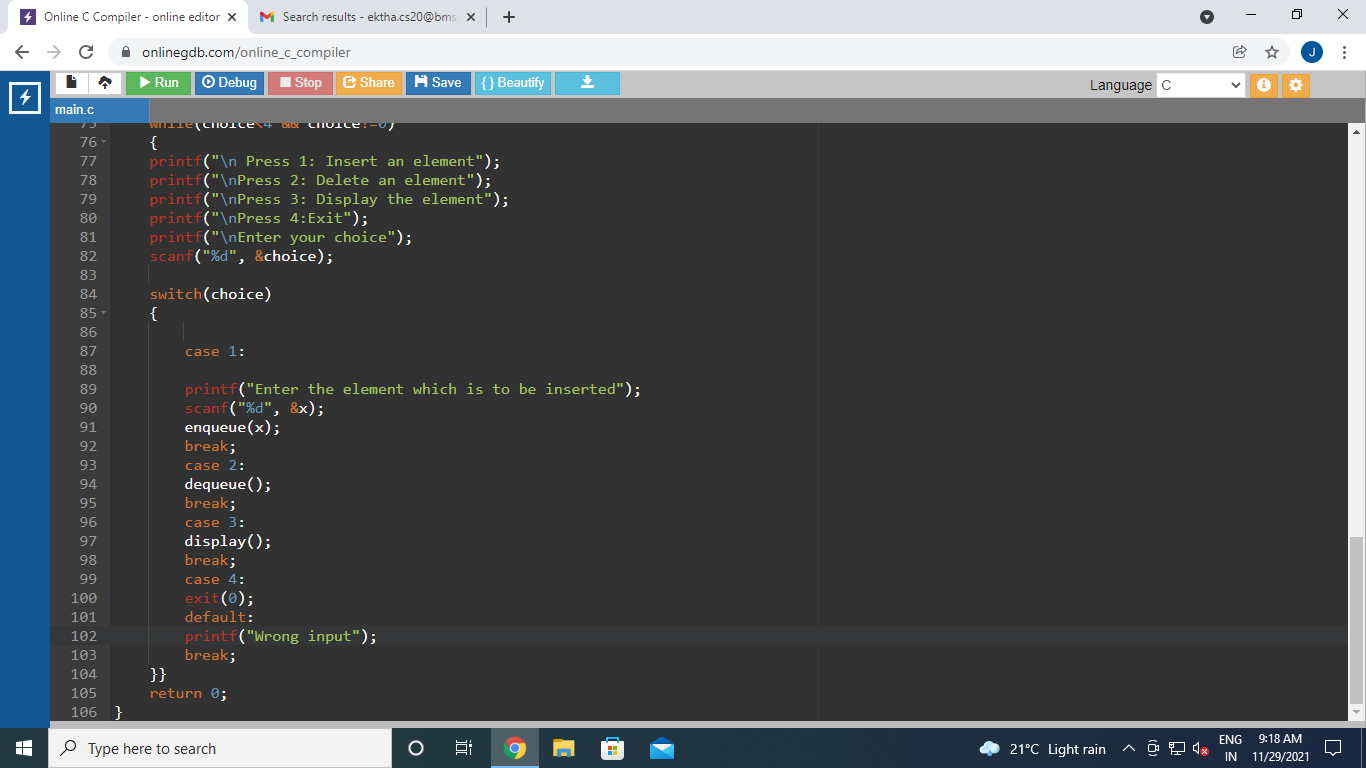 Online C Compiler - online editor
Search results - ektha.cs20@bms
onlinegdb.com/online_c_compiler
J
Run Debug Stop Share Save { } Beautify
Language C
main.c
75 while(choice<4 && choice!=0)
76 {
77 printf("\n Press 1: Insert an element");
78 printf("\nPress 2: Delete an element");
79 printf("\nPress 3: Display the element");
80 printf("\nPress 4:Exit");
81 printf("\nEnter your choice");
82 scanf("%d", &choice);
83
84 switch(choice)
85 {
86
87 case 1:
88
89 printf("Enter the element which is to be inserted");
90 scanf("%d", &x);
91 enqueue(x);
92 break;
93 case 2:
94 dequeue();
95 break;
96 case 3:
97 display();
98 break;
99 case 4:
100 exit(0);
101 default:
102 printf("Wrong input");
103 break;
104 }}
105 return 0;
106 }
Type here to search
21°C Light rain
ENG
IN
9:18 AM
11/29/2021